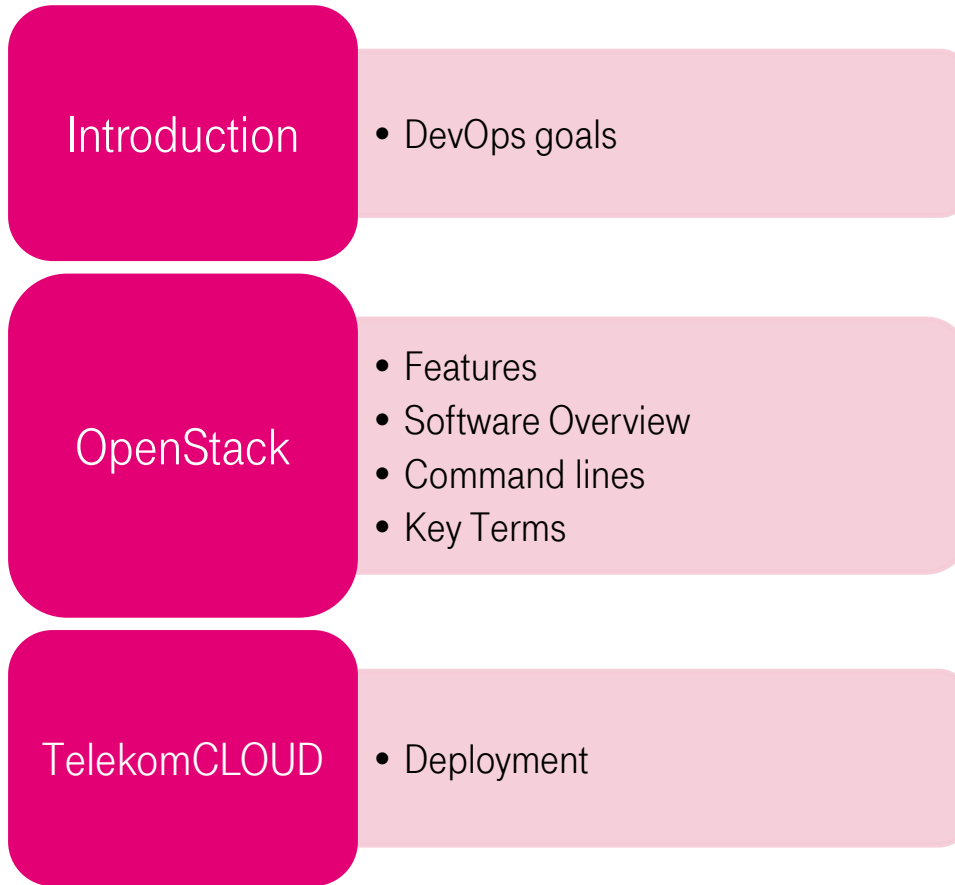 Introduction
• DevOps goals
OpenStack
• Features
• Software Overview
• Command lines
• Key Terms
TelekomCLOUD
• Deployment